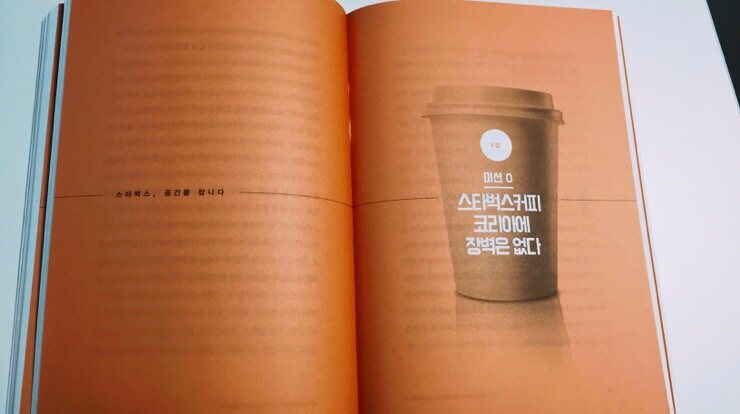 스타벅스, 공간을 팝니다
4장
미션 0
스타벅스커피
코리아에
장벽은 없다